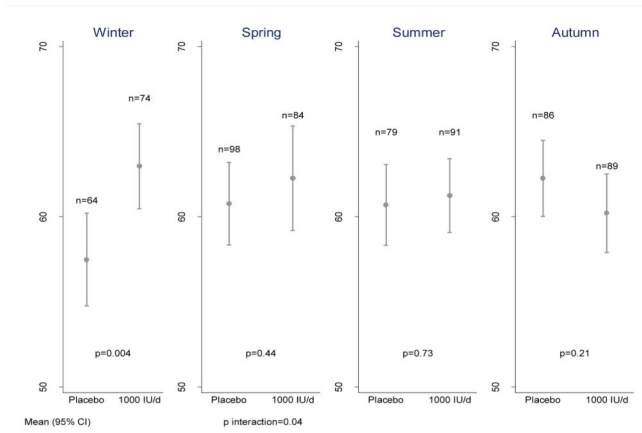 Winter
70
60
50
n=64
n=74
p=0.004
Placebo 1000 IU/d
Spring
70
60
50
n=98
n=84
p=0.44
Placebo 1000 IU/d
Summer
70
60
50
n=79
n=91
p=0.73
Placebo 1000 IU/d
Autumn
70
60
50
n=86
n=89
p=0.21
Placebo 1000 IU/d
Mean (95% CI)
p interaction=0.04